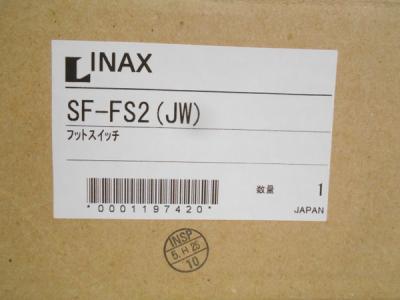 INAX
SF-FS2(JW)
フットスイッチ
数量 1
*0001197420*
JAPAN
INSP
5.H.25
10